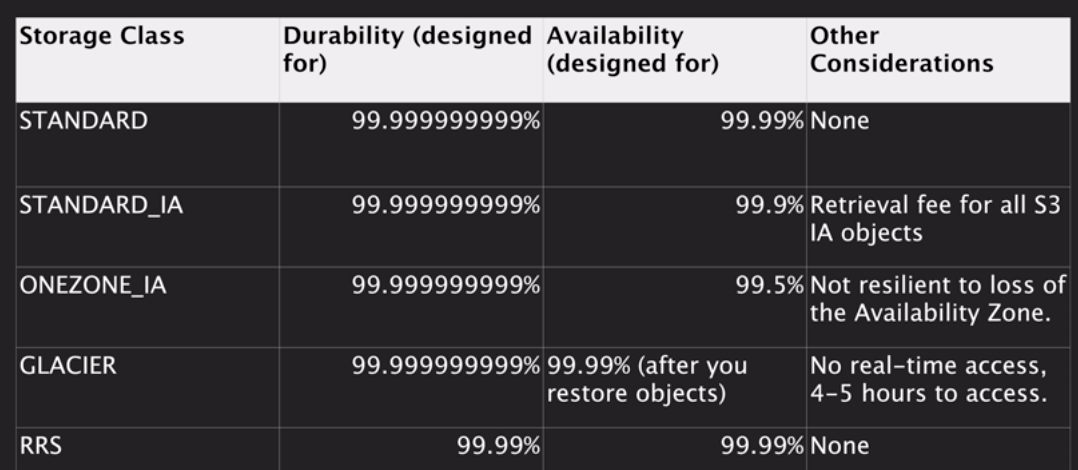 Storage Class
Durability (designed for)
Availability (designed for)
Other Considerations
STANDARD
99.999999999%
99.99%
None
STANDARD_IA
99.999999999%
99.9%
Retrieval fee for all S3
IA objects
ONEZONE_IA
99.999999999%
99.5%
Not resilient to loss of
the Availability Zone.
GLACIER
99.999999999%
99.99% (after you
restore objects)
No real-time access,
4-5 hours to access.
RRS
99.99%
99.99%
None